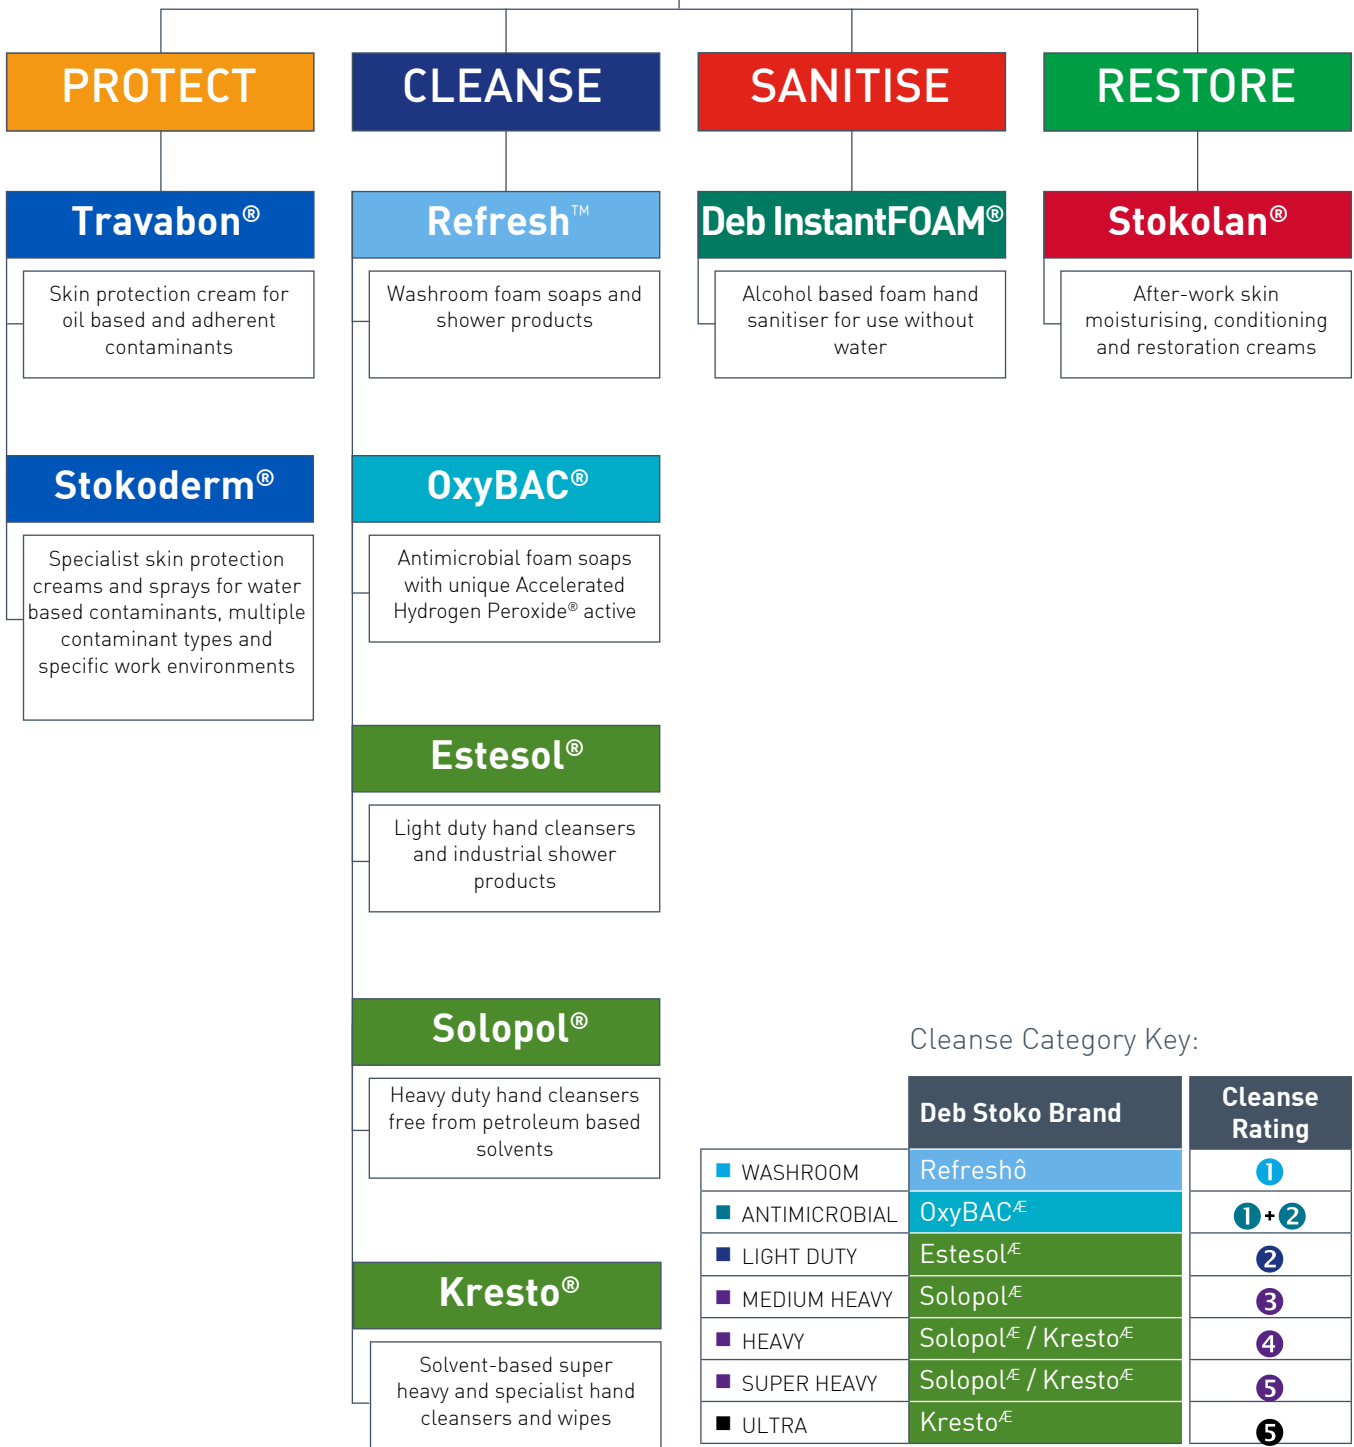 PROTECT
CLEANSE
SANITISE
RESTORE
Travabon®
Skin protection cream for
oil based and adherent
contaminants
Stokoderm®
Specialist skin protection
creams and sprays for water
based contaminants, multiple
contaminant types and
specific work environments
Refresh™
Washroom foam soaps and
shower products
OxyBAC®
Antimicrobial foam soaps
with unique Accelerated
Hydrogen Peroxide® active
Estesol®
Light duty hand cleansers
and industrial shower
products
Solopol®
Heavy duty hand cleansers
free from petroleum based
solvents
Kresto®
Solvent-based super
heavy and specialist hand
cleansers and wipes
Deb InstantFOAM®
Alcohol based foam hand
sanitiser for use without
water
Stokolan®
After-work skin
moisturising, conditioning
and restoration creams
Cleanse Category Key:
Deb Stoko Brand
Cleanse
Rating
WASHROOM Refreshô 1
ANTIMICROBIAL OxyBACÆ 1 + 2
LIGHT DUTY EstesolÆ 2
MEDIUM HEAVY SolopolÆ 3
HEAVY SolopolÆ / KrestoÆ 4
SUPER HEAVY SolopolÆ / KrestoÆ 5
ULTRA KrestoÆ 5